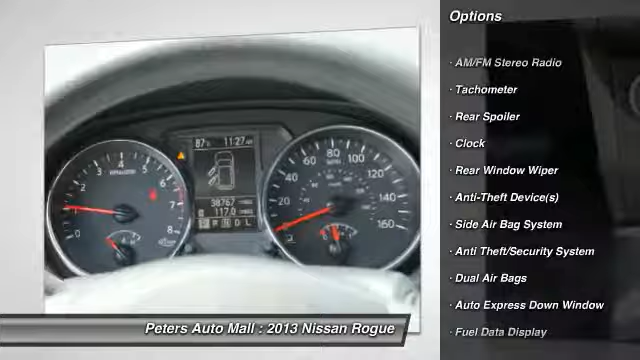 Options
· AM/FM Stereo Radio
· Tachometer
· Rear Spoiler
· Clock
· Rear Window Wiper
· Anti-Theft Device(s)
· Side Air Bag System
· Anti Theft/Security System
· Dual Air Bags
· Auto Express Down Window
· Fuel Data Display
87°
11:27
0
1
2
3
4
5
6
7
8
38767
117.0
P
N
D
L
20
40
60
80
100
120
140
160
Peters Auto Mall : 2013 Nissan Rogue